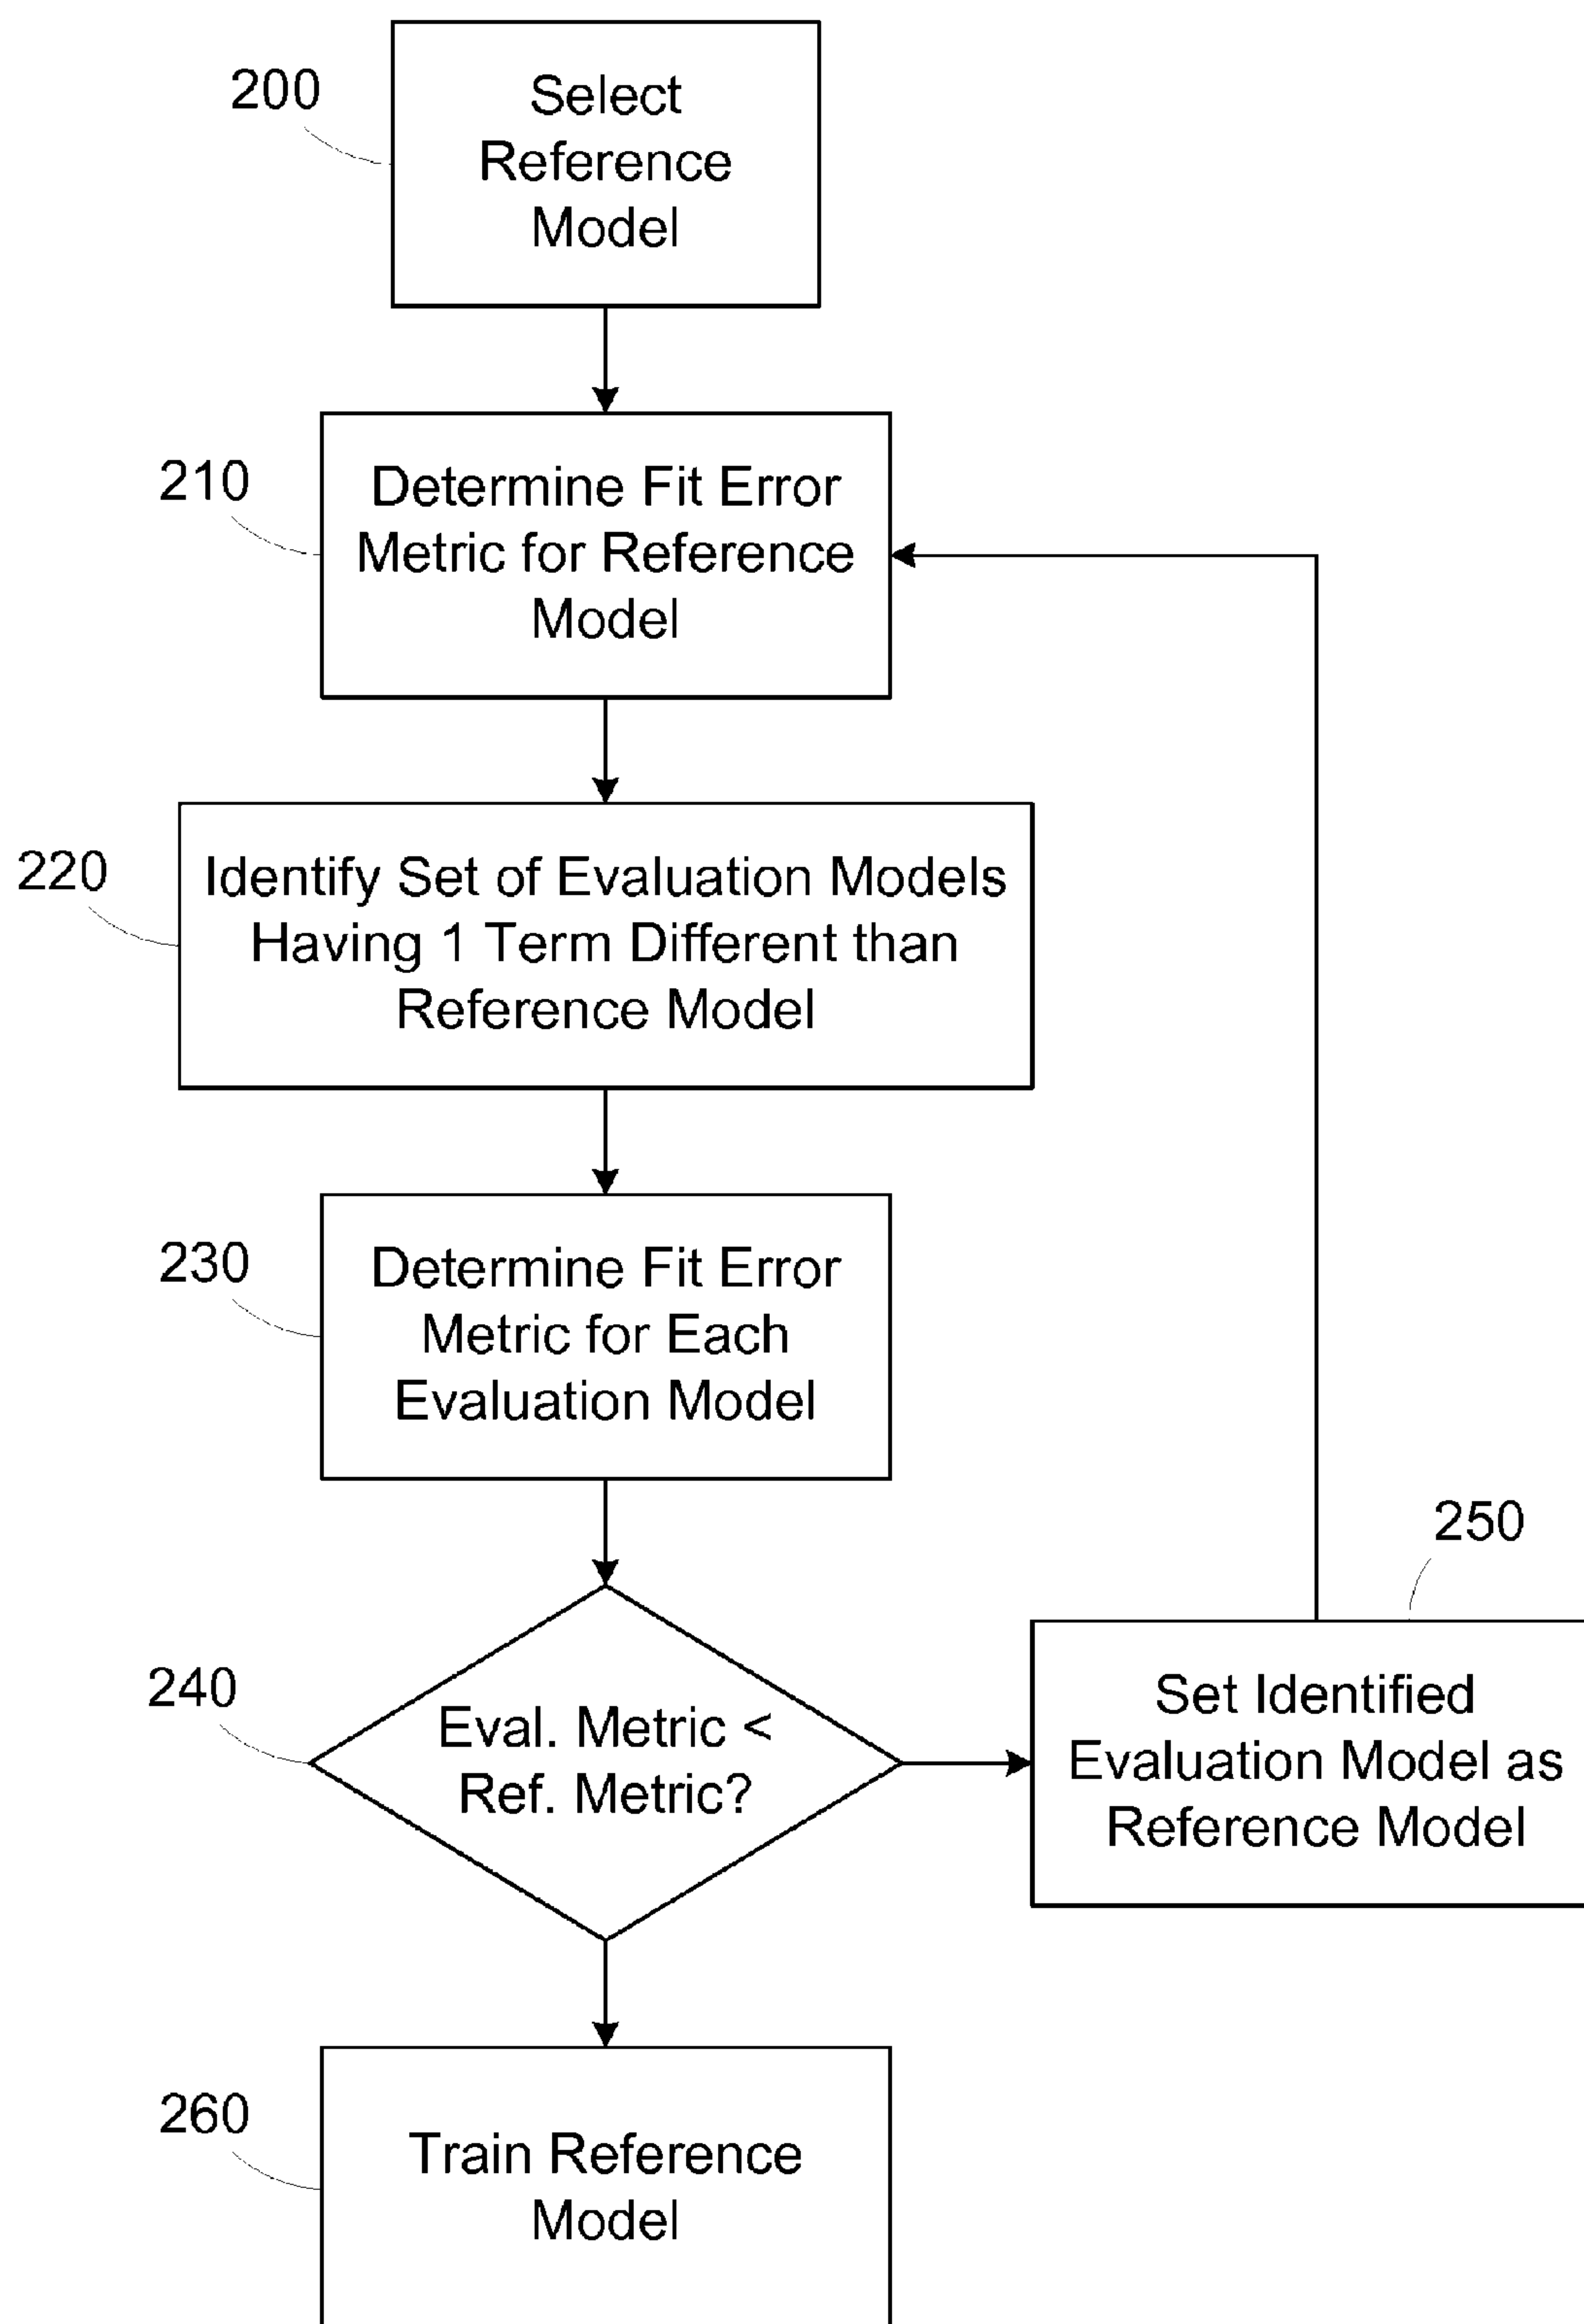 200
Select
Reference
Model
210
Determine Fit Error
Metric for Reference
Model
220
Identify Set of Evaluation Models
Having 1 Term Different than
Reference Model
230
Determine Fit Error
Metric for Each
Evaluation Model
240
Eval. Metric <
Ref. Metric?
250
Set Identified
Evaluation Model as
Reference Model
260
Train Reference
Model